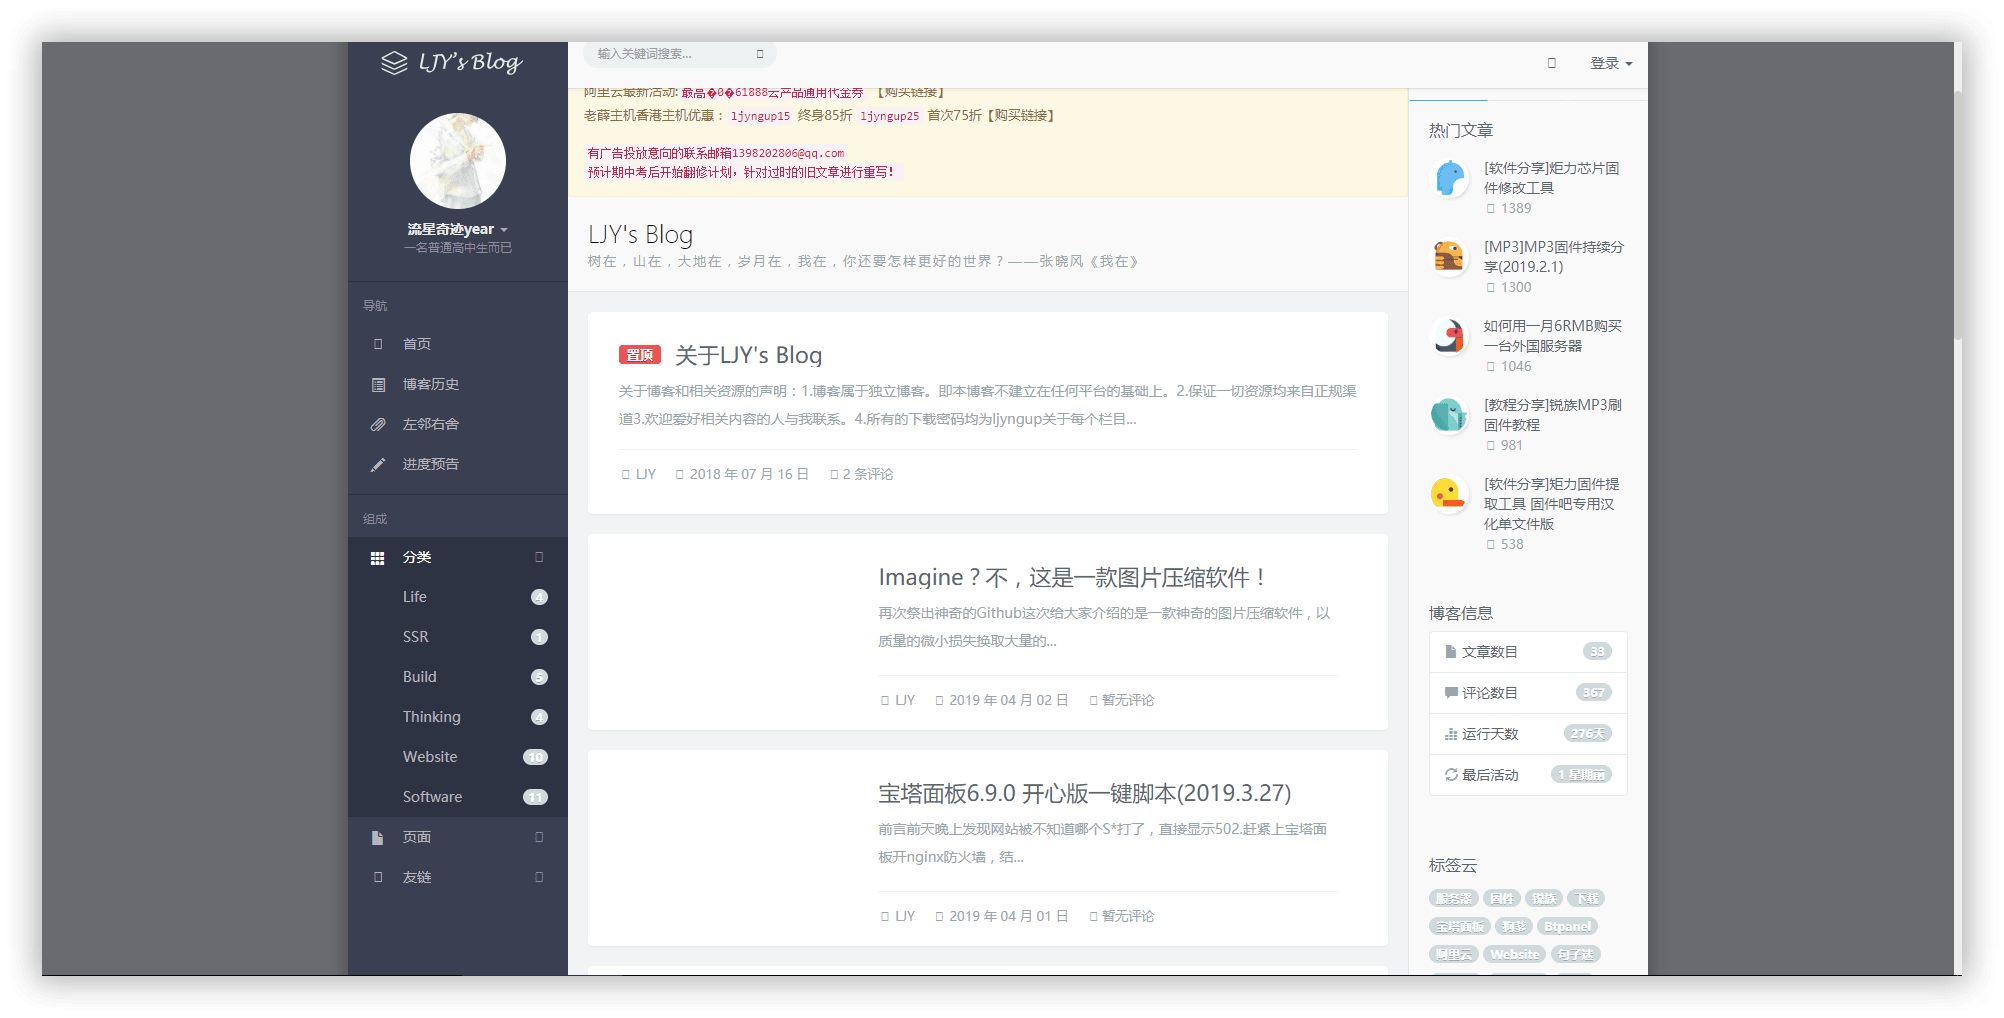 LJY's Blog
流星奇迹year
一名普通高中生而已
导航
首页
博客历史
左邻右舍
进度预告
组成
分类
Life 4
SSR 1
Build 5
Thinking 4
Website 10
Software 11
页面
友链
输入关键词搜索...
登录
阿里云最新活动: 最高�0�61888云产品通用代金券 【购买链接】
老薛主机香港主机优惠： ljyngup15 终身85折 ljyngup25 首次75折【购买链接】
有广告投放意向的联系邮箱1398202806@qq.com
预计期中考后开始翻修计划，针对过时的旧文章进行重写！
LJY's Blog
树在，山在，大地在，岁月在，我在，你还要怎样更好的世界？——张晓风《我在》
置顶 关于LJY's Blog
关于博客和相关资源的声明：1.博客属于独立博客。即本博客不建立在任何平台的基础上。2.保证一切资源均来自正规渠
道3.欢迎爱好相关内容的人与我联系。4.所有的下载密码均为ljyngup关于每个栏目...
LJY 2018 年 07 月 16 日 2 条评论
Imagine？不，这是一款图片压缩软件！
再次祭出神奇的Github这次给大家介绍的是一款神奇的图片压缩软件，以
质量的微小损失换取大量的...
LJY 2019 年 04 月 02 日 暂无评论
宝塔面板6.9.0 开心版一键脚本(2019.3.27)
前言前天晚上发现网站被不知道哪个S*打了，直接显示502.赶紧上宝塔面
板开nginx防火墙，结...
LJY 2019 年 04 月 01 日 暂无评论
热门文章
[软件分享]炬力芯片固
件修改工具
1389
[MP3]MP3固件持续分
享(2019.2.1)
1300
如何用一月6RMB购买
一台外国服务器
1046
[教程分享]锐族MP3刷
固件教程
981
[软件分享]矩力固件提
取工具 固件吧专用汉
化单文件版
538
博客信息
文章数目 33
评论数目 367
运行天数 276天
最后活动 1 星期前
标签云
服务器 固件 锐族 下载
宝塔面板 狗爹 Btpanel
阿里云 Website 句子迷